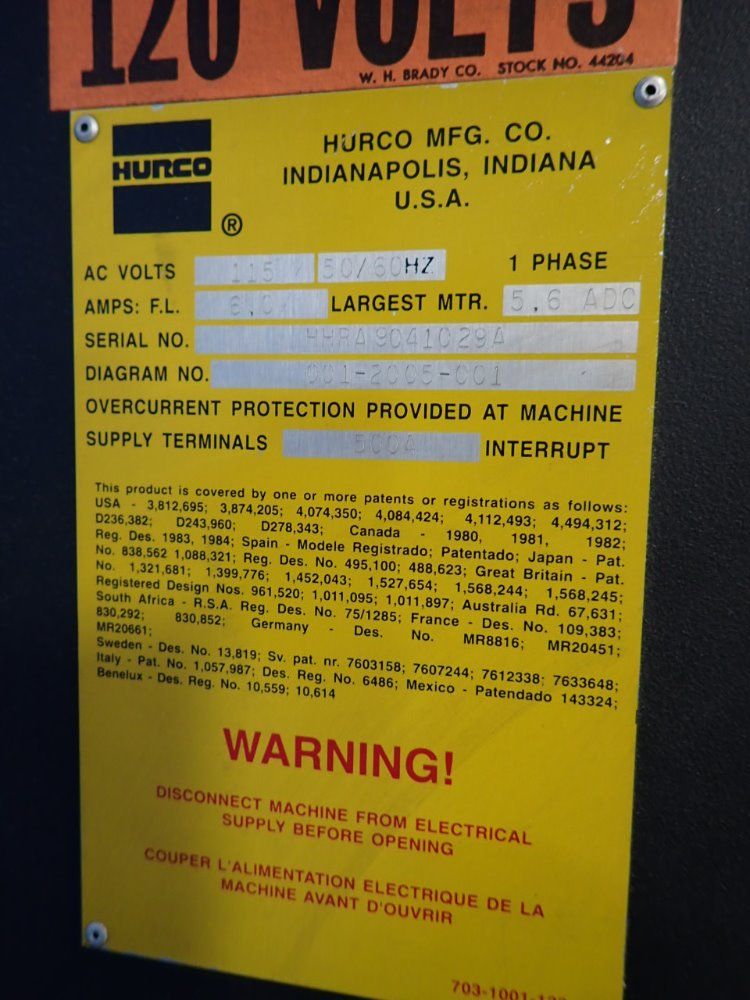 120 VOLTS
W. H. BRADY CO. STOCK NO. 44204
HURCO
®
HURCO MFG. CO.
INDIANAPOLIS, INDIANA
U.S.A.
AC VOLTS 115 50/60HZ 1 PHASE
AMPS: F.L. 6.0 LARGEST MTR. 5.6 ADC
SERIAL NO. HHRA9041029A
DIAGRAM NO. 001-2005-001
OVERCURRENT PROTECTION PROVIDED AT MACHINE
SUPPLY TERMINALS 500A INTERRUPT
This product is covered by one or more patents or registrations as follows:
USA - 3,812,695; 3,874,205; 4,074,350; 4,084,424; 4,112,493; 4,494,312;
D236,382; D243,960; D278,343; Canada - 1980, 1981, 1982;
Reg. Des. 1983, 1984; Spain - Modele Registrado; Patentado; Japan - Pat.
No. 838,562 1,088,321; Reg. Des. No. 495,100; 488,623; Great Britain - Pat.
No. 1,321,681; 1,399,776; 1,452,043; 1,527,654; 1,568,244; 1,568,245;
Registered Design Nos. 961,520; 1,011,095; 1,011,897; Australia Rd. 67,631;
South Africa - R.S.A. Reg. Des. No. 75/1285; France - Des. No. 109,383;
830,292; 830,852; Germany - Des. No. MR8816; MR20451;
MR20661;
Sweden - Des. No. 13,819; Sv. pat. nr. 7603158; 7607244; 7612338; 7633648;
Italy - Pat. No. 1,057,987; Des. Reg. No. 6486; Mexico - Patendado 143324;
Benelux - Des. Reg. No. 10,559; 10,614
WARNING!
DISCONNECT MACHINE FROM ELECTRICAL
SUPPLY BEFORE OPENING
COUPER L'ALIMENTATION ELECTRIQUE DE LA
MACHINE AVANT D'OUVRIR